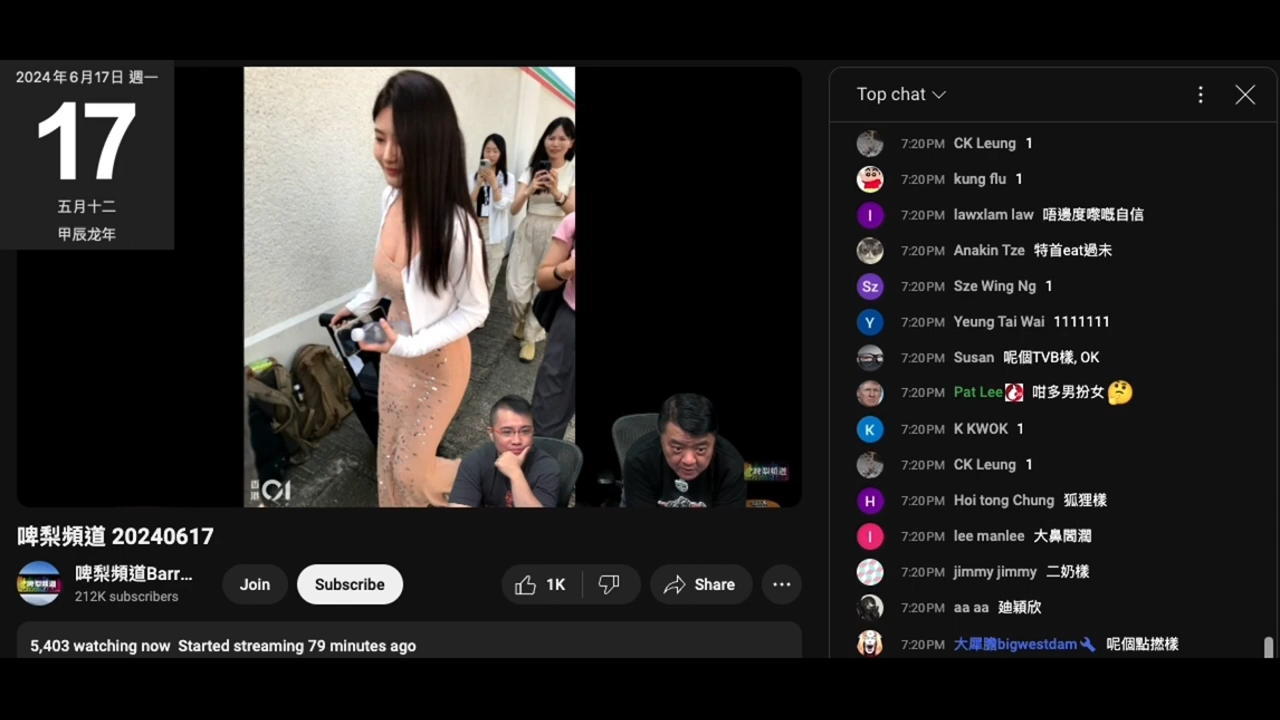 2024年6月17日 週一
17
五月十二
甲辰龙年
香港01
啤梨頻道
啤梨頻道 20240617
啤梨頻道Barr...
212K subscribers
Join
Subscribe
1K
Share
5,403 watching now Started streaming 79 minutes ago
Top chat
7:20PM CK Leung 1
7:20PM kung flu 1
7:20PM lawxlam law 唔邊度嚟嘅自信
7:20PM Anakin Tze 特首eat過未
7:20PM Sze Wing Ng 1
7:20PM Yeung Tai Wai 1111111
7:20PM Susan 呢個TVB樣, OK
7:20PM Pat Lee 咁多男扮女🤔
7:20PM K KWOK 1
7:20PM CK Leung 1
7:20PM Hoi tong Chung 狐狸樣
7:20PM lee manlee 大鼻闊濶
7:20PM jimmy jimmy 二奶樣
7:20PM aa aa 廸穎欣
7:20PM 大犀膽bigwestdam 呢個點撚樣